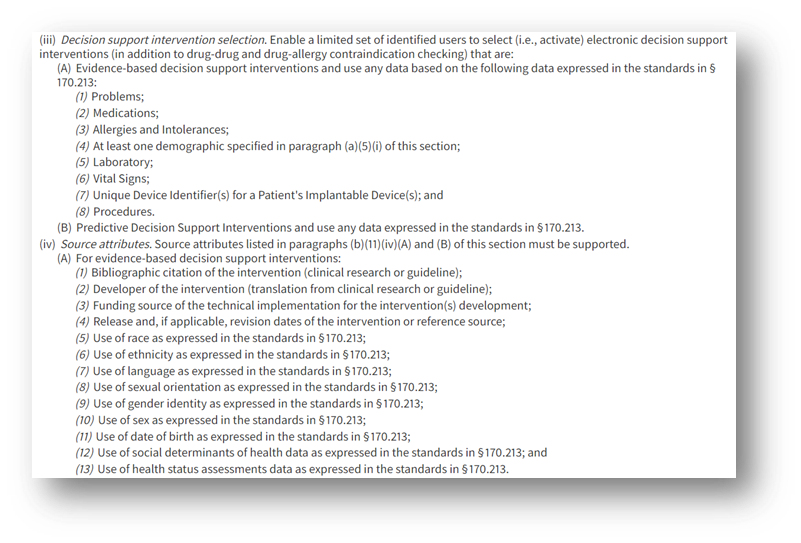 (iii) Decision support intervention selection. Enable a limited set of identified users to select (i.e., activate) electronic decision support
interventions (in addition to drug-drug and drug-allergy contraindication checking) that are:
(A) Evidence-based decision support interventions and use any data based on the following data expressed in the standards in §
170.213:
(1) Problems;
(2) Medications;
(3) Allergies and Intolerances;
(4) At least one demographic specified in paragraph (a)(5)(i) of this section;
(5) Laboratory;
(6) Vital Signs;
(7) Unique Device Identifier(s) for a Patient's Implantable Device(s); and
(8) Procedures.
(B) Predictive Decision Support Interventions and use any data expressed in the standards in §170.213.
(iv) Source attributes. Source attributes listed in paragraphs (b)(11)(iv)(A) and (B) of this section must be supported.
(A) For evidence-based decision support interventions:
(1) Bibliographic citation of the intervention (clinical research or guideline);
(2) Developer of the intervention (translation from clinical research or guideline);
(3) Funding source of the technical implementation for the intervention(s) development;
(4) Release and, if applicable, revision dates of the intervention or reference source;
(5) Use of race as expressed in the standards in §170.213;
(6) Use of ethnicity as expressed in the standards in §170.213;
(7) Use of language as expressed in the standards in §170.213;
(8) Use of sexual orientation as expressed in the standards in §170.213;
(9) Use of gender identity as expressed in the standards in §170.213;
(10) Use of sex as expressed in the standards in §170.213;
(11) Use of date of birth as expressed in the standards in §170.213;
(12) Use of social determinants of health data as expressed in the standards in §170.213; and
(13) Use of health status assessments data as expressed in the standards in §170.213.